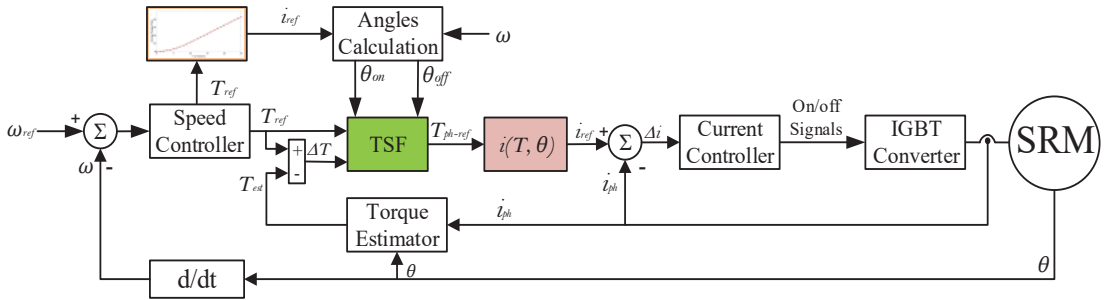 i_ref
Angles
Calculation
ω
T_ref
θ_on
θ_off
ω_ref
+
Σ
-
ω
Speed
Controller
T_ref
+
-
ΔT
T_est
TSF
T_ph-ref
i(T, θ)
i_ref
+
Σ
-
Δi
i_ph
Current
Controller
On/off
Signals
IGBT
Converter
SRM
Torque
Estimator
i_ph
d/dt
θ
θ